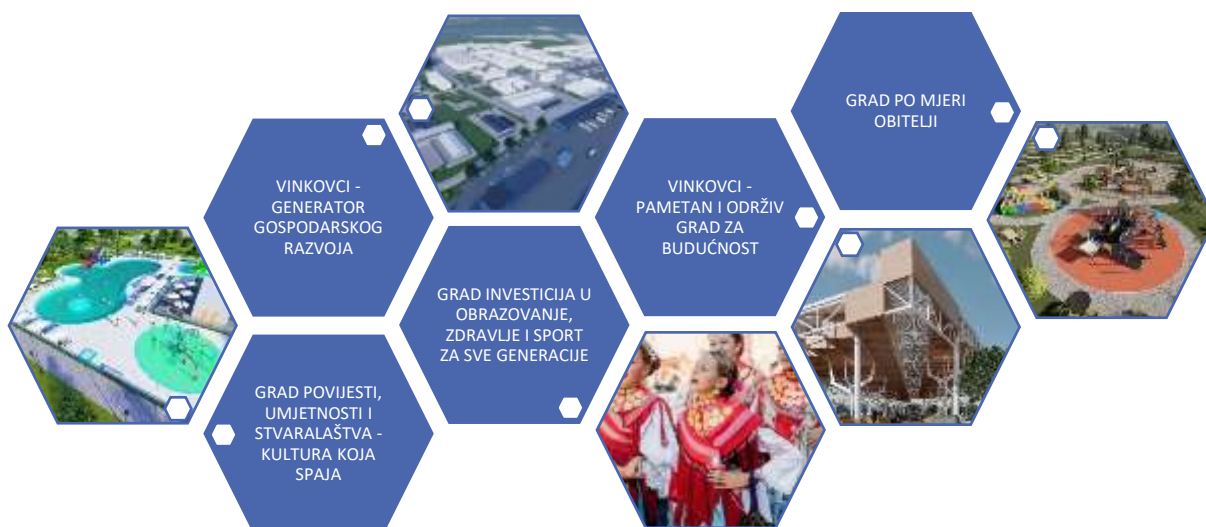 GRAD PO MJERI
OBITELJI
VINKOVCI -
GENERATOR
GOSPODARSKOG
RAZVOJA
VINKOVCI -
PAMETAN I ODRŽIV
GRAD ZA
BUDUĆNOST
GRAD INVESTICIJA U
OBRAZOVANJE,
ZDRAVLJE I SPORT
ZA SVE GENERACIJE
GRAD POVIJESTI,
UMJETNOSTI I
STVARALAŠTVA -
KULTURA KOJA
SPAJA